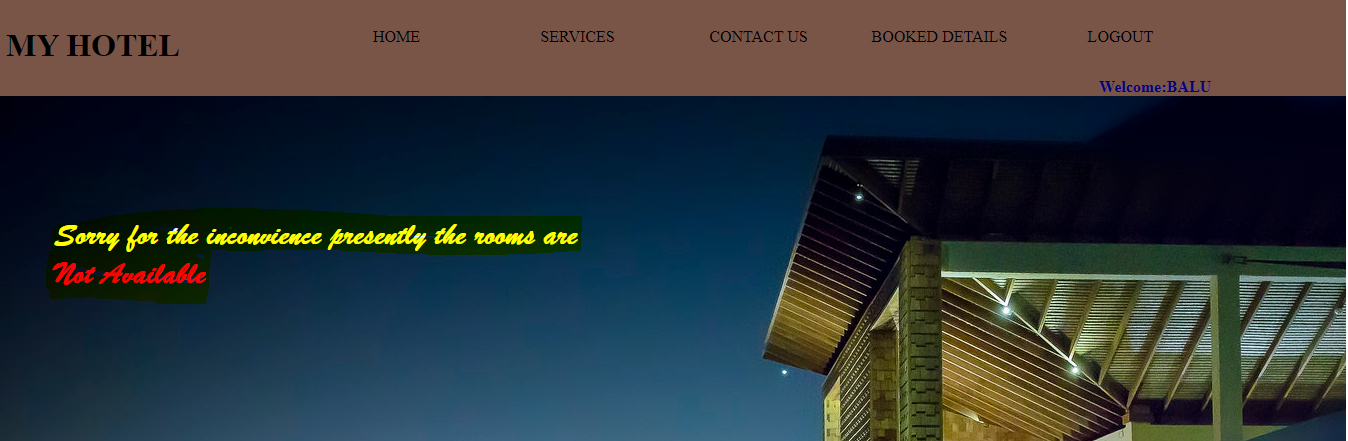 MY HOTEL
HOME SERVICES CONTACT US BOOKED DETAILS LOGOUT
Welcome:BALU
Sorry for the inconvience presently the rooms are
Not Available